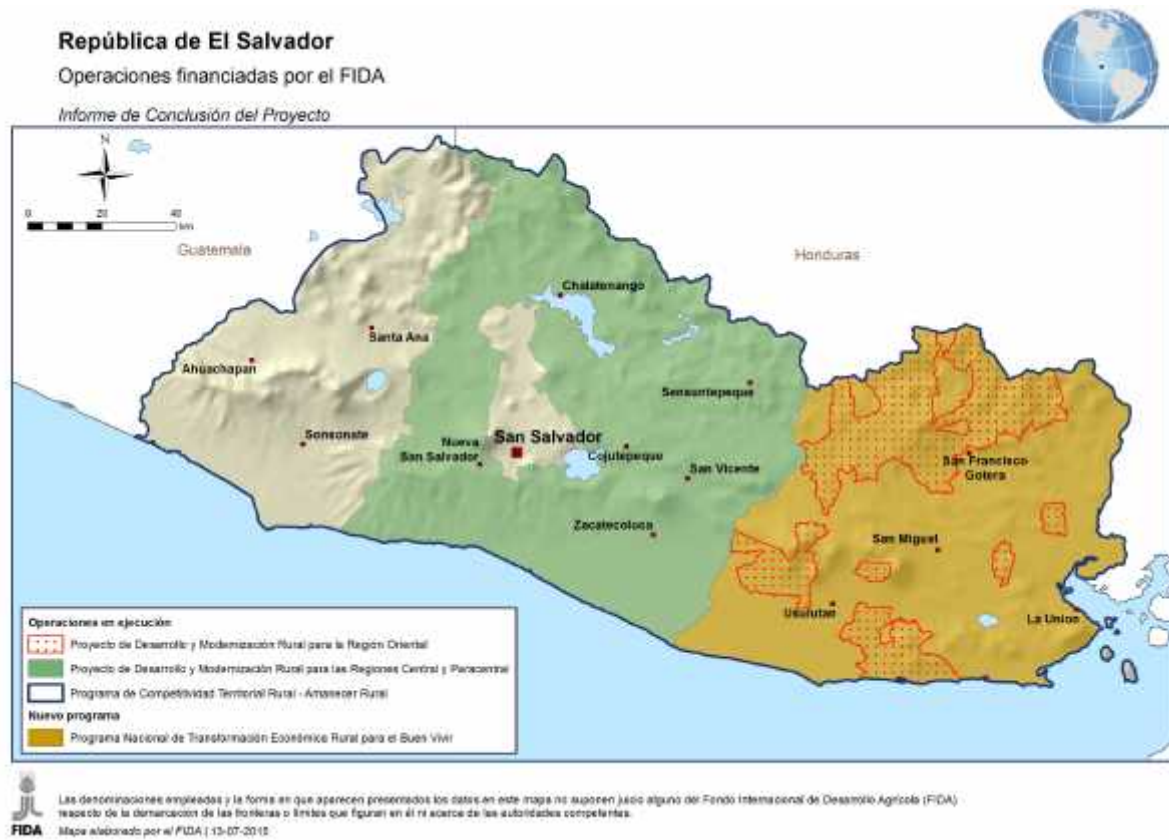 República de El Salvador
Operaciones financiadas por el FIDA
Informe de Conclusión del Proyecto
N
0 20 40
km
Guatemala
Honduras
Chalatenango
Santa Ana
Ahuachapan
Sensuntepeque
Sonsonate
Nueva
San Salvador
San Salvador
Cojutepeque
San Vicente
San Francisco
Gotera
Zacatecoluca
San Miguel
Usulutan
La Union
Operaciones en ejecución
Proyecto de Desarrollo y Modernización Rural para la Región Oriental
Proyecto de Desarrollo y Modernización Rural para las Regiones Central y Paracentral
Programa de Competitividad Territorial Rural - Amanecer Rural
Nuevo programa
Programa Nacional de Transformación Económica Rural para el Buen Vivir
Las denominaciones empleadas y la forma en que aparecen presentados los datos en este mapa no suponen juicio alguno del Fondo Internacional de Desarrollo Agrícola (FIDA)
respecto de la demarcación de las fronteras o límites que figuran en él ni acerca de las autoridades competentes.
FIDA
Mapa elaborado por el FIDA | 13-07-2015